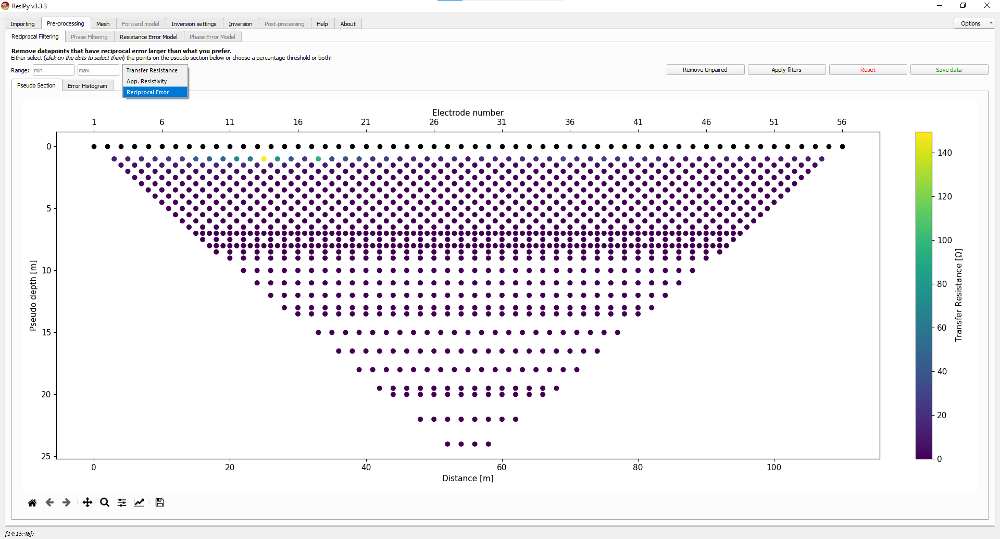 ResIPy v3.3.3
Importing Pre-processing Mesh Forward model Inversion settings Inversion Post-processing Help About Options
Reciprocal Filtering Phase Filtering Resistance Error Model Phase Error Model
Remove datapoints that have reciprocal error larger than what you prefer.
Either select (click on the dots to select them) the points on the pseudo section below or choose a percentage threshold or both!
Range: min max Transfer Resistance Remove Unpaired Apply filters Reset Save data
App. Resistivity
Pseudo Section Error Histogram
Reciprocal Error
Electrode number
1 6 11 16 21 26 31 36 41 46 51 56
0
5
10
15
20
25
Pseudo depth [m]
0 20 40 60 80 100
Distance [m]
140
120
100
80
60
40
20
0
Transfer Resistance [Ω]
[14:15:46]: